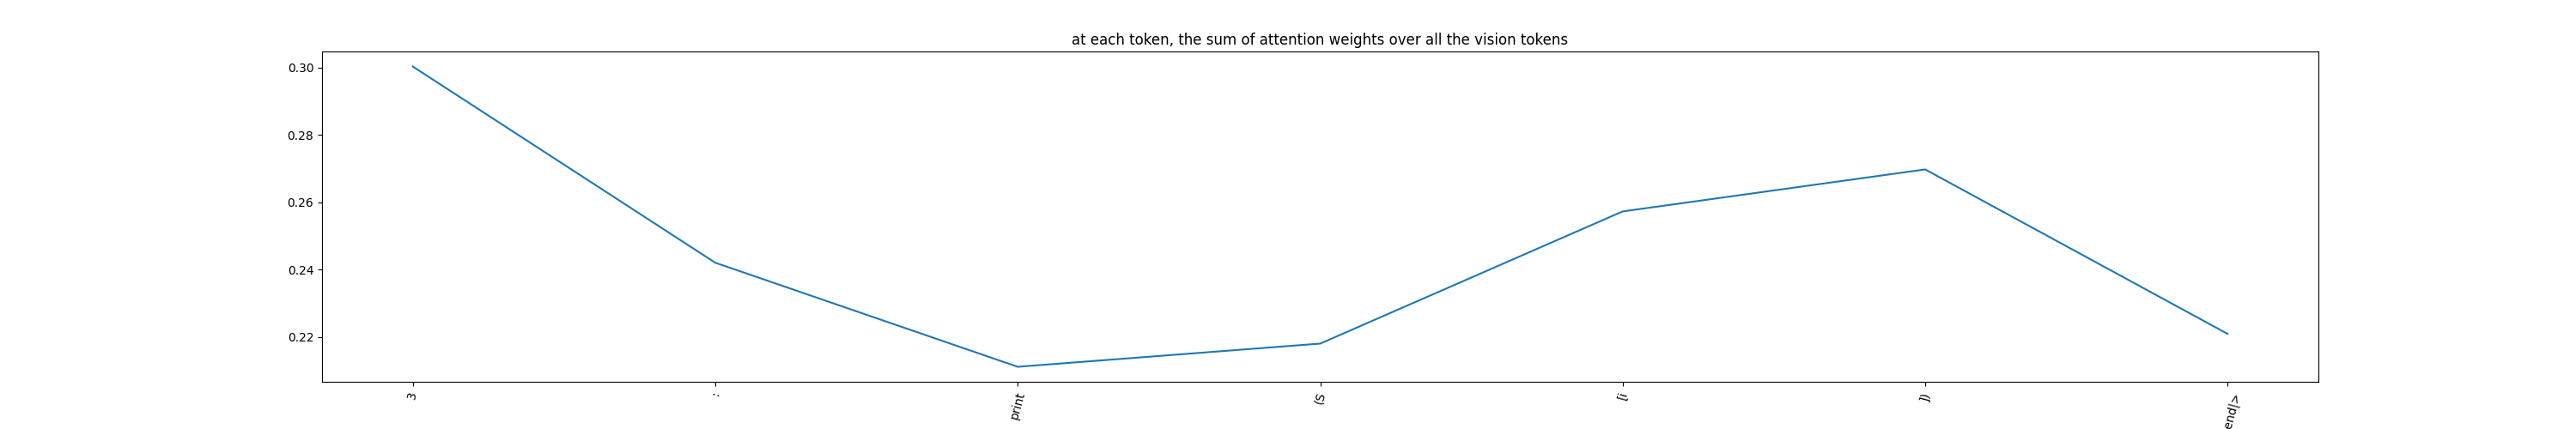 at each token, the sum of attention weights over all the vision tokens
0.30
0.28
0.26
0.24
0.22
3
:
print
(S
[i
])
end|>